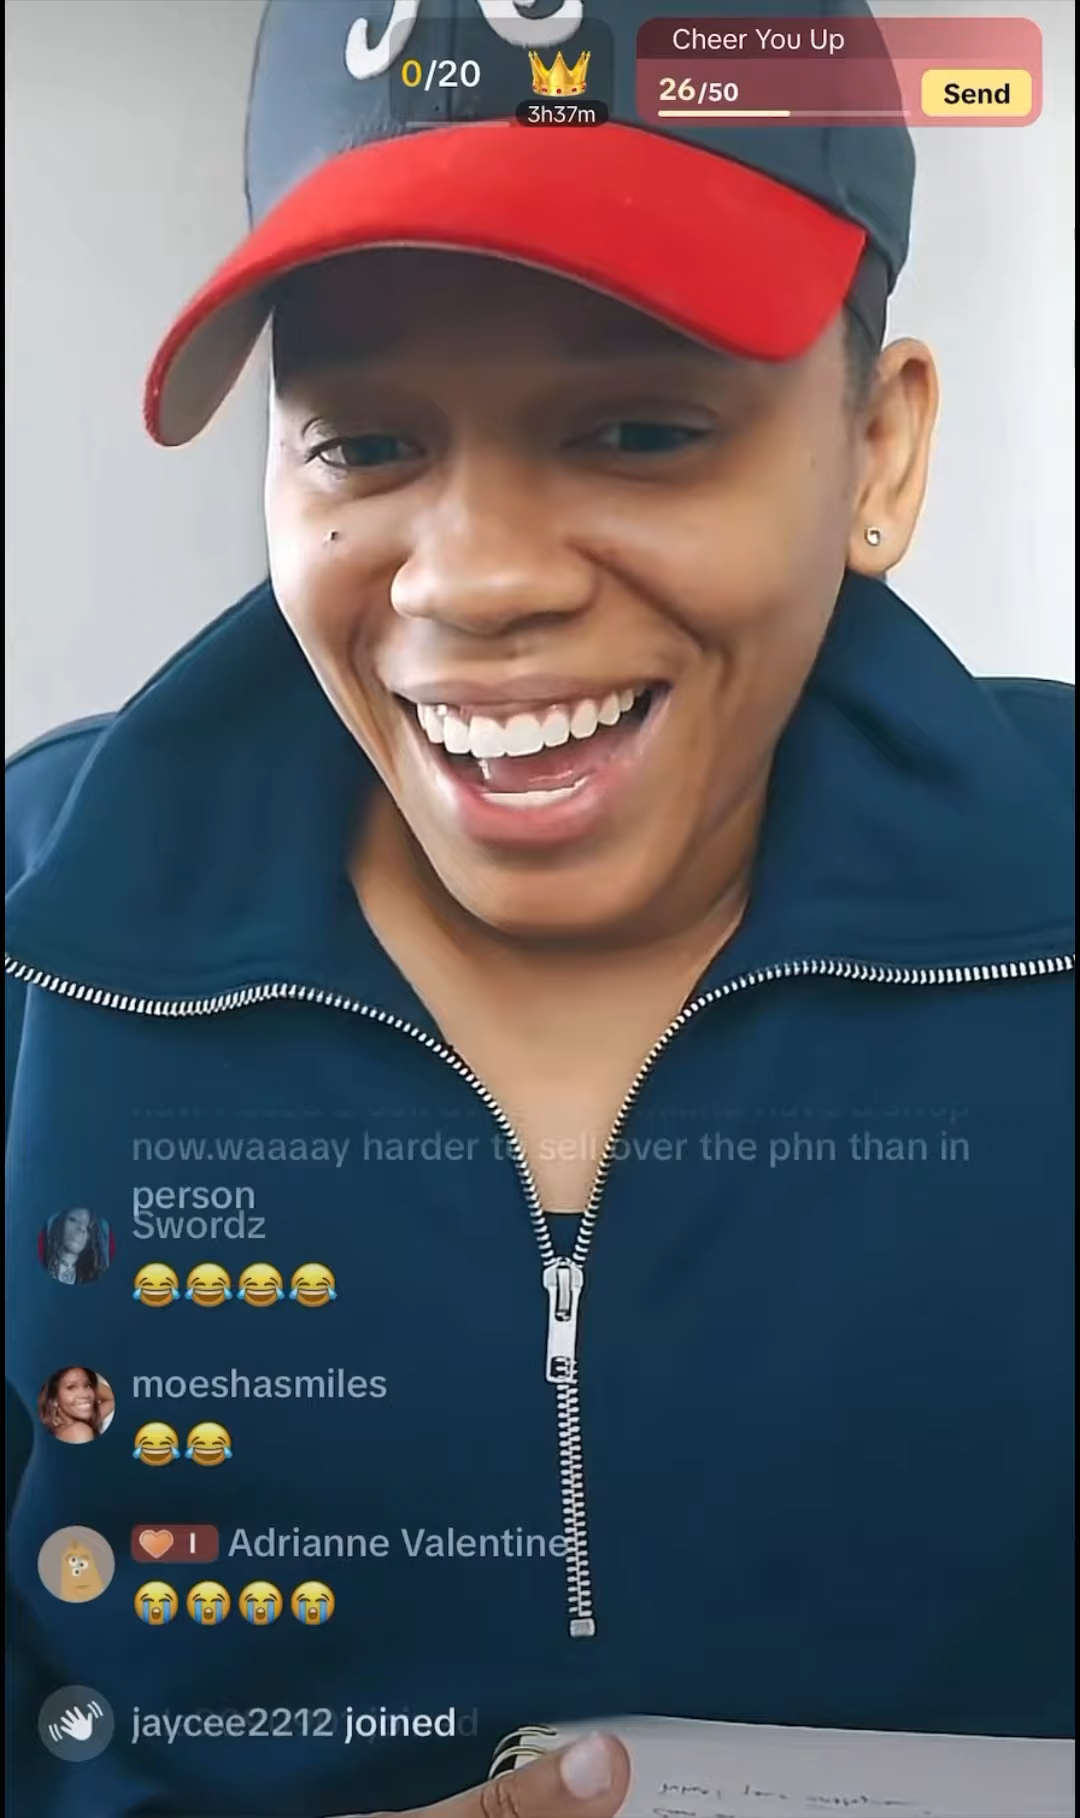 0/20
3h37m
Cheer You Up
26/50
Send
now.waaaay harder to sell over the phn than in
person
Swordz
😂😂😂😂
moeshasmiles
😂😂
I Adrianne Valentine
😭😭😭😭
jaycee2212 joined